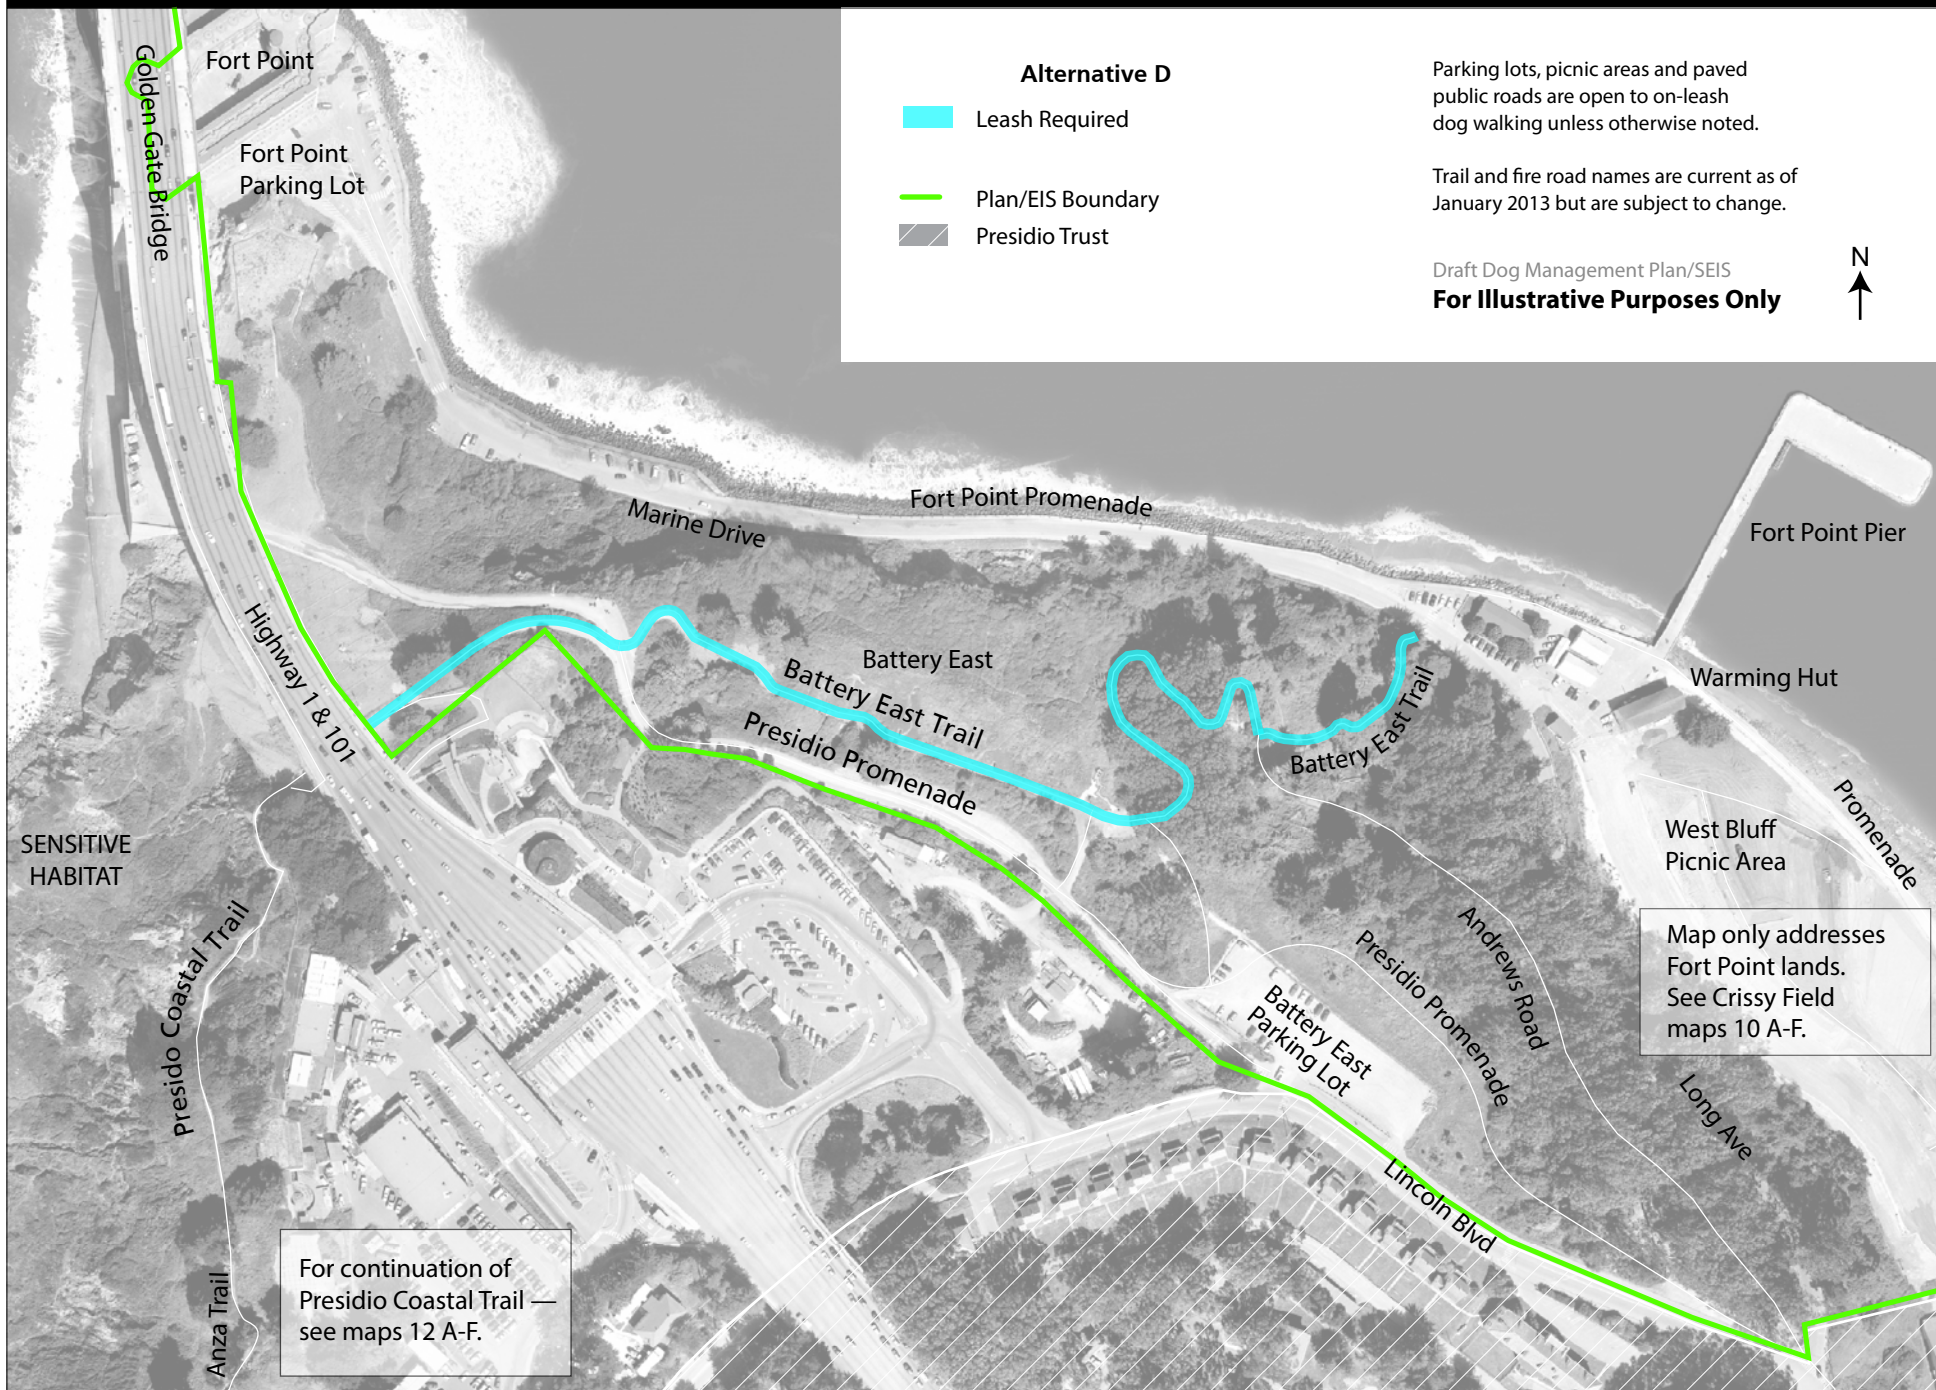 Alternative D
Leash Required
Plan/EIS Boundary
Presidio Trust
Parking lots, picnic areas and paved
public roads are open to on-leash
dog walking unless otherwise noted.
Trail and fire road names are current as of
January 2013 but are subject to change.
Draft Dog Management Plan/SEIS
For Illustrative Purposes Only
N
Golden Gate Bridge
Fort Point
Fort Point
Parking Lot
Marine Drive
Fort Point Promenade
Fort Point Pier
Highway 1 & 101
Battery East
Battery East Trail
Presidio Promenade
Battery East Trail
Warming Hut
Promenade
West Bluff
Picnic Area
SENSITIVE
HABITAT
Presido Coastal Trail
Andrews Road
Presidio Promenade
Battery East
Parking Lot
Map only addresses
Fort Point lands.
See Crissy Field
maps 10 A-F.
Long Ave
Lincoln Blvd
Anza Trail
For continuation of
Presidio Coastal Trail —
see maps 12 A-F.